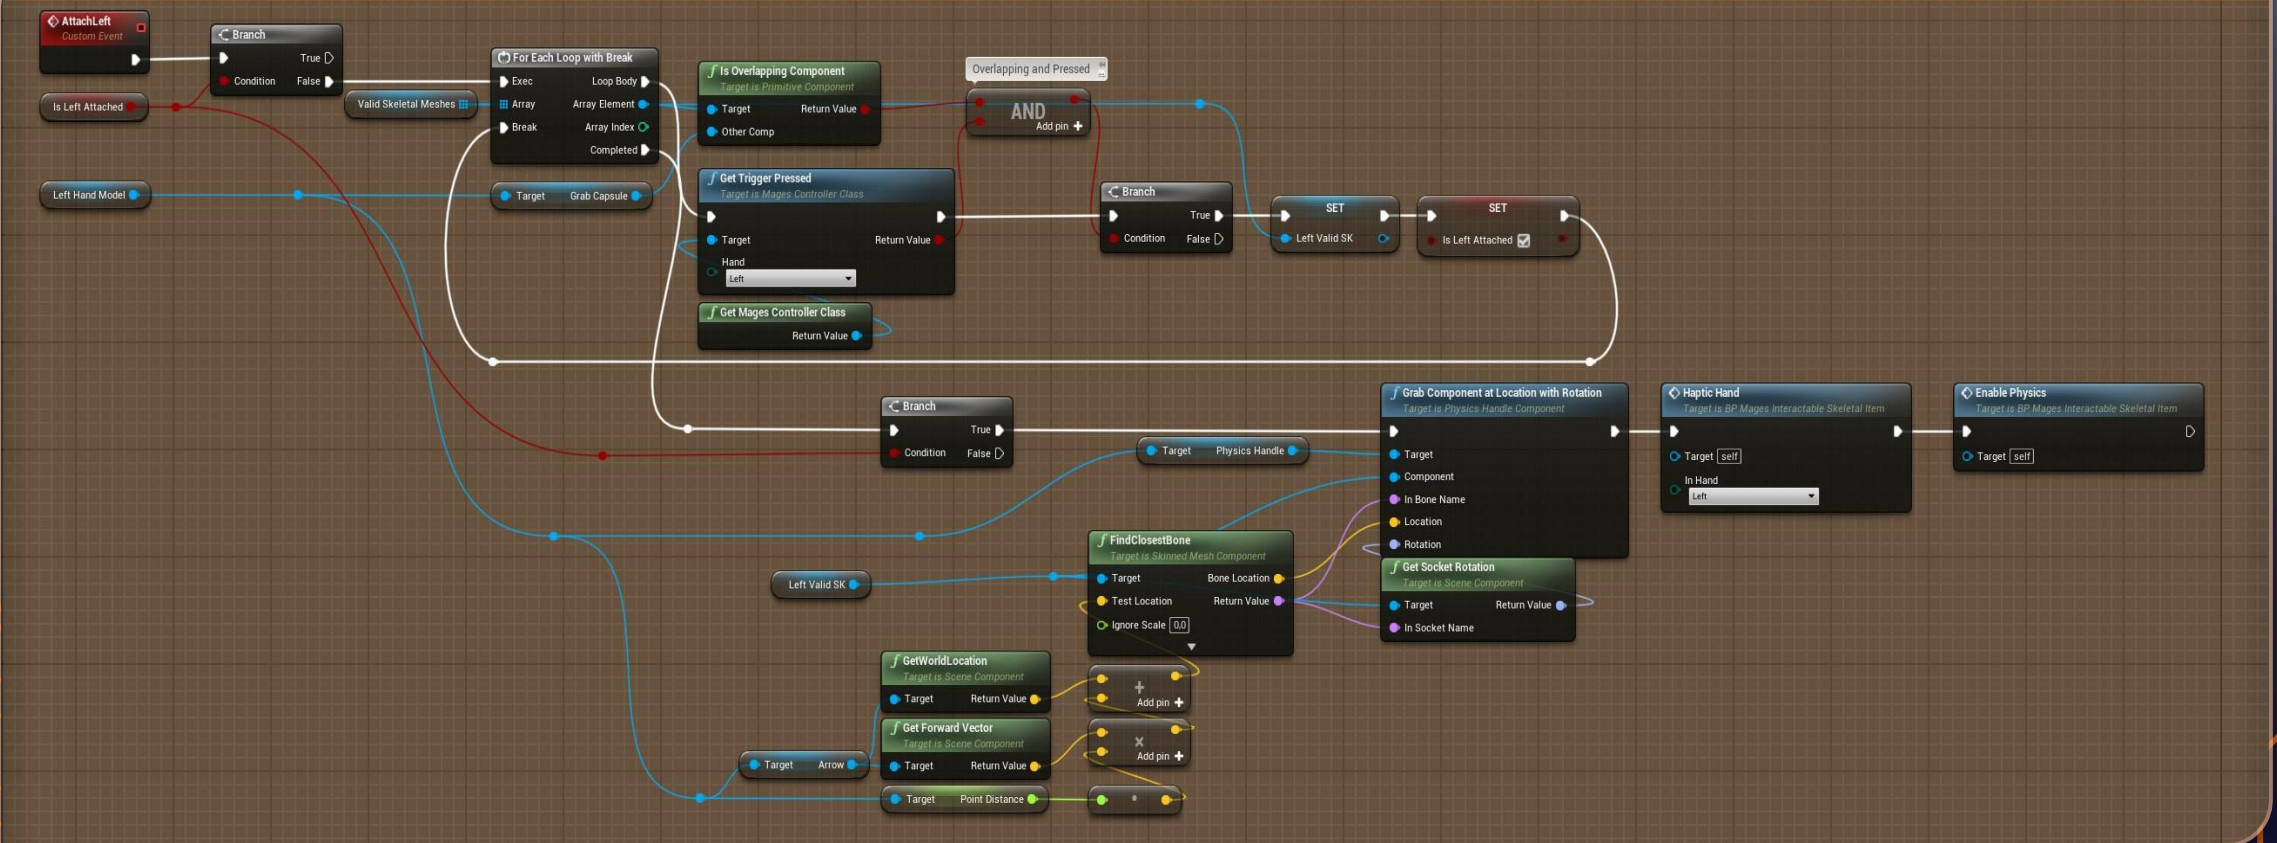 AttachLeft
Custom Event
Branch
True
Condition False
Is Left Attached
Valid Skeletal Meshes
For Each Loop with Break
Exec Loop Body
Array Array Element
Break Array Index
Completed
Is Overlapping Component
Target is Primitive Component
Target Return Value
Other Comp
Overlapping and Pressed
AND
Add pin
Left Hand Model
Target Grab Capsule
Get Trigger Pressed
Target is Mages Controller Class
Target Return Value
Hand
Left
Get Mages Controller Class
Return Value
Branch
True
Condition False
SET
Left Valid SK
SET
Is Left Attached
Branch
True
Condition False
Target Physics Handle
Grab Component at Location with Rotation
Target is Physics Handle Component
Target
Component
In Bone Name
Location
Rotation
Haptic Hand
Target is BP Mages Interactable Skeletal Item
Target self
In Hand
Left
Enable Physics
Target is BP Mages Interactable Skeletal Item
Target self
Left Valid SK
FindClosestBone
Target is Skinned Mesh Component
Target Bone Location
Test Location Return Value
Ignore Scale 0,0
Get Socket Rotation
Target is Scene Component
Target Return Value
In Socket Name
GetWorldLocation
Target is Scene Component
Target Return Value
+
Add pin
Get Forward Vector
Target is Scene Component
Target Return Value
×
Add pin
Target Arrow
Target Point Distance